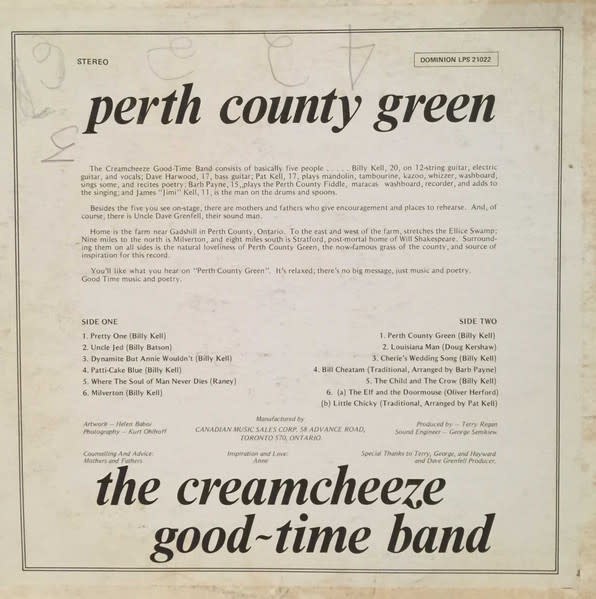 STEREO
DOMINION LPS 21022
perth county green
The Creamcheeze Good-Time Band consists of basically five people . . . . . Billy Kell, 20, on 12-string guitar, electric
guitar, and vocals; Dave Harwood, 17, bass guitar; Pat Kell, 17, plays mandolin, tambourine, kazoo, whizzer, washboard,
sings some, and recites poetry; Barb Payne, 15, plays the Perth County Fiddle, maracas washboard, recorder, and adds to
the singing; and James "Jimi" Kell, 11, is the man on the drums and spoons.
Besides the five you see on-stage, there are mothers and fathers who give encouragement and places to rehearse. And, of
course, there is Uncle Dave Grenfell, their sound man.
Home is the farm near Gadshill in Perth County, Ontario. To the east and west of the farm, stretches the Ellice Swamp;
Nine miles to the north is Milverton, and eight miles south is Stratford, post-mortal home of Will Shakespeare. Surround-
ing them on all sides is the natural loveliness of Perth County Green, the now-famous grass of the county, and source of
inspiration for this record.
You'll like what you hear on "Perth County Green". It's relaxed; there's no big message, just music and poetry.
Good Time music and poetry.
SIDE ONE
1. Pretty One (Billy Kell)
2. Uncle Jed (Billy Batson)
3. Dynamite But Annie Wouldn't (Billy Kell)
4. Patti-Cake Blue (Billy Kell)
5. Where The Soul of Man Never Dies (Raney)
6. Milverton (Billy Kell)
SIDE TWO
1. Perth County Green (Billy Kell)
2. Louisiana Man (Doug Kershaw)
3. Cherie's Wedding Song (Billy Kell)
4. Bill Cheatam (Traditional, Arranged by Barb Payne)
5. The Child and The Crow (Billy Kell)
6. (a) The Elf and the Doormouse (Oliver Herford)
(b) Little Chicky (Traditional, Arranged by Pat Kell)
Artwork – Helen Babor
Photography – Kurt Ohlhoff
Manufactured by
CANADIAN MUSIC SALES CORP. 58 ADVANCE ROAD,
TORONTO 570, ONTARIO.
Produced by – Terry Regan
Sound Engineer – George Semkiw
Counselling And Advice:
Mothers and Fathers
Inspiration and Love:
Anne
Special Thanks to Terry, George, and Hayward
and Dave Grenfell Producer.
the creamcheeze
good~time band